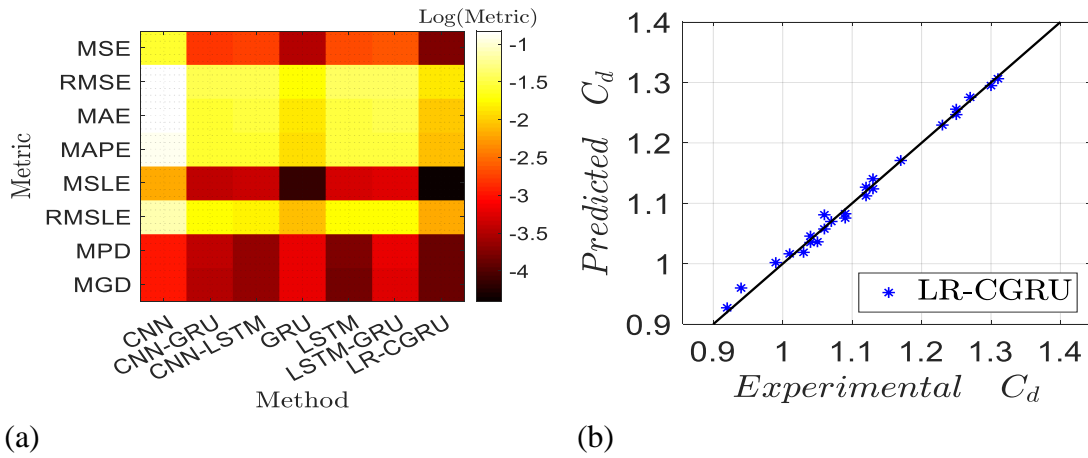 Log(Metric)
MSE
RMSE
MAE
MAPE
MSLE
RMSLE
MPD
MGD
Metric
-1
-1.5
-2
-2.5
-3
-3.5
-4
CNN
CNN-GRU
CNN-LSTM
GRU
LSTM
LSTM-GRU
LR-CGRU
Method
(a)
1.4
1.3
1.2
1.1
1
0.9
Predicted C_d
LR-CGRU
0.9 1 1.1 1.2 1.3 1.4
Experimental C_d
(b)